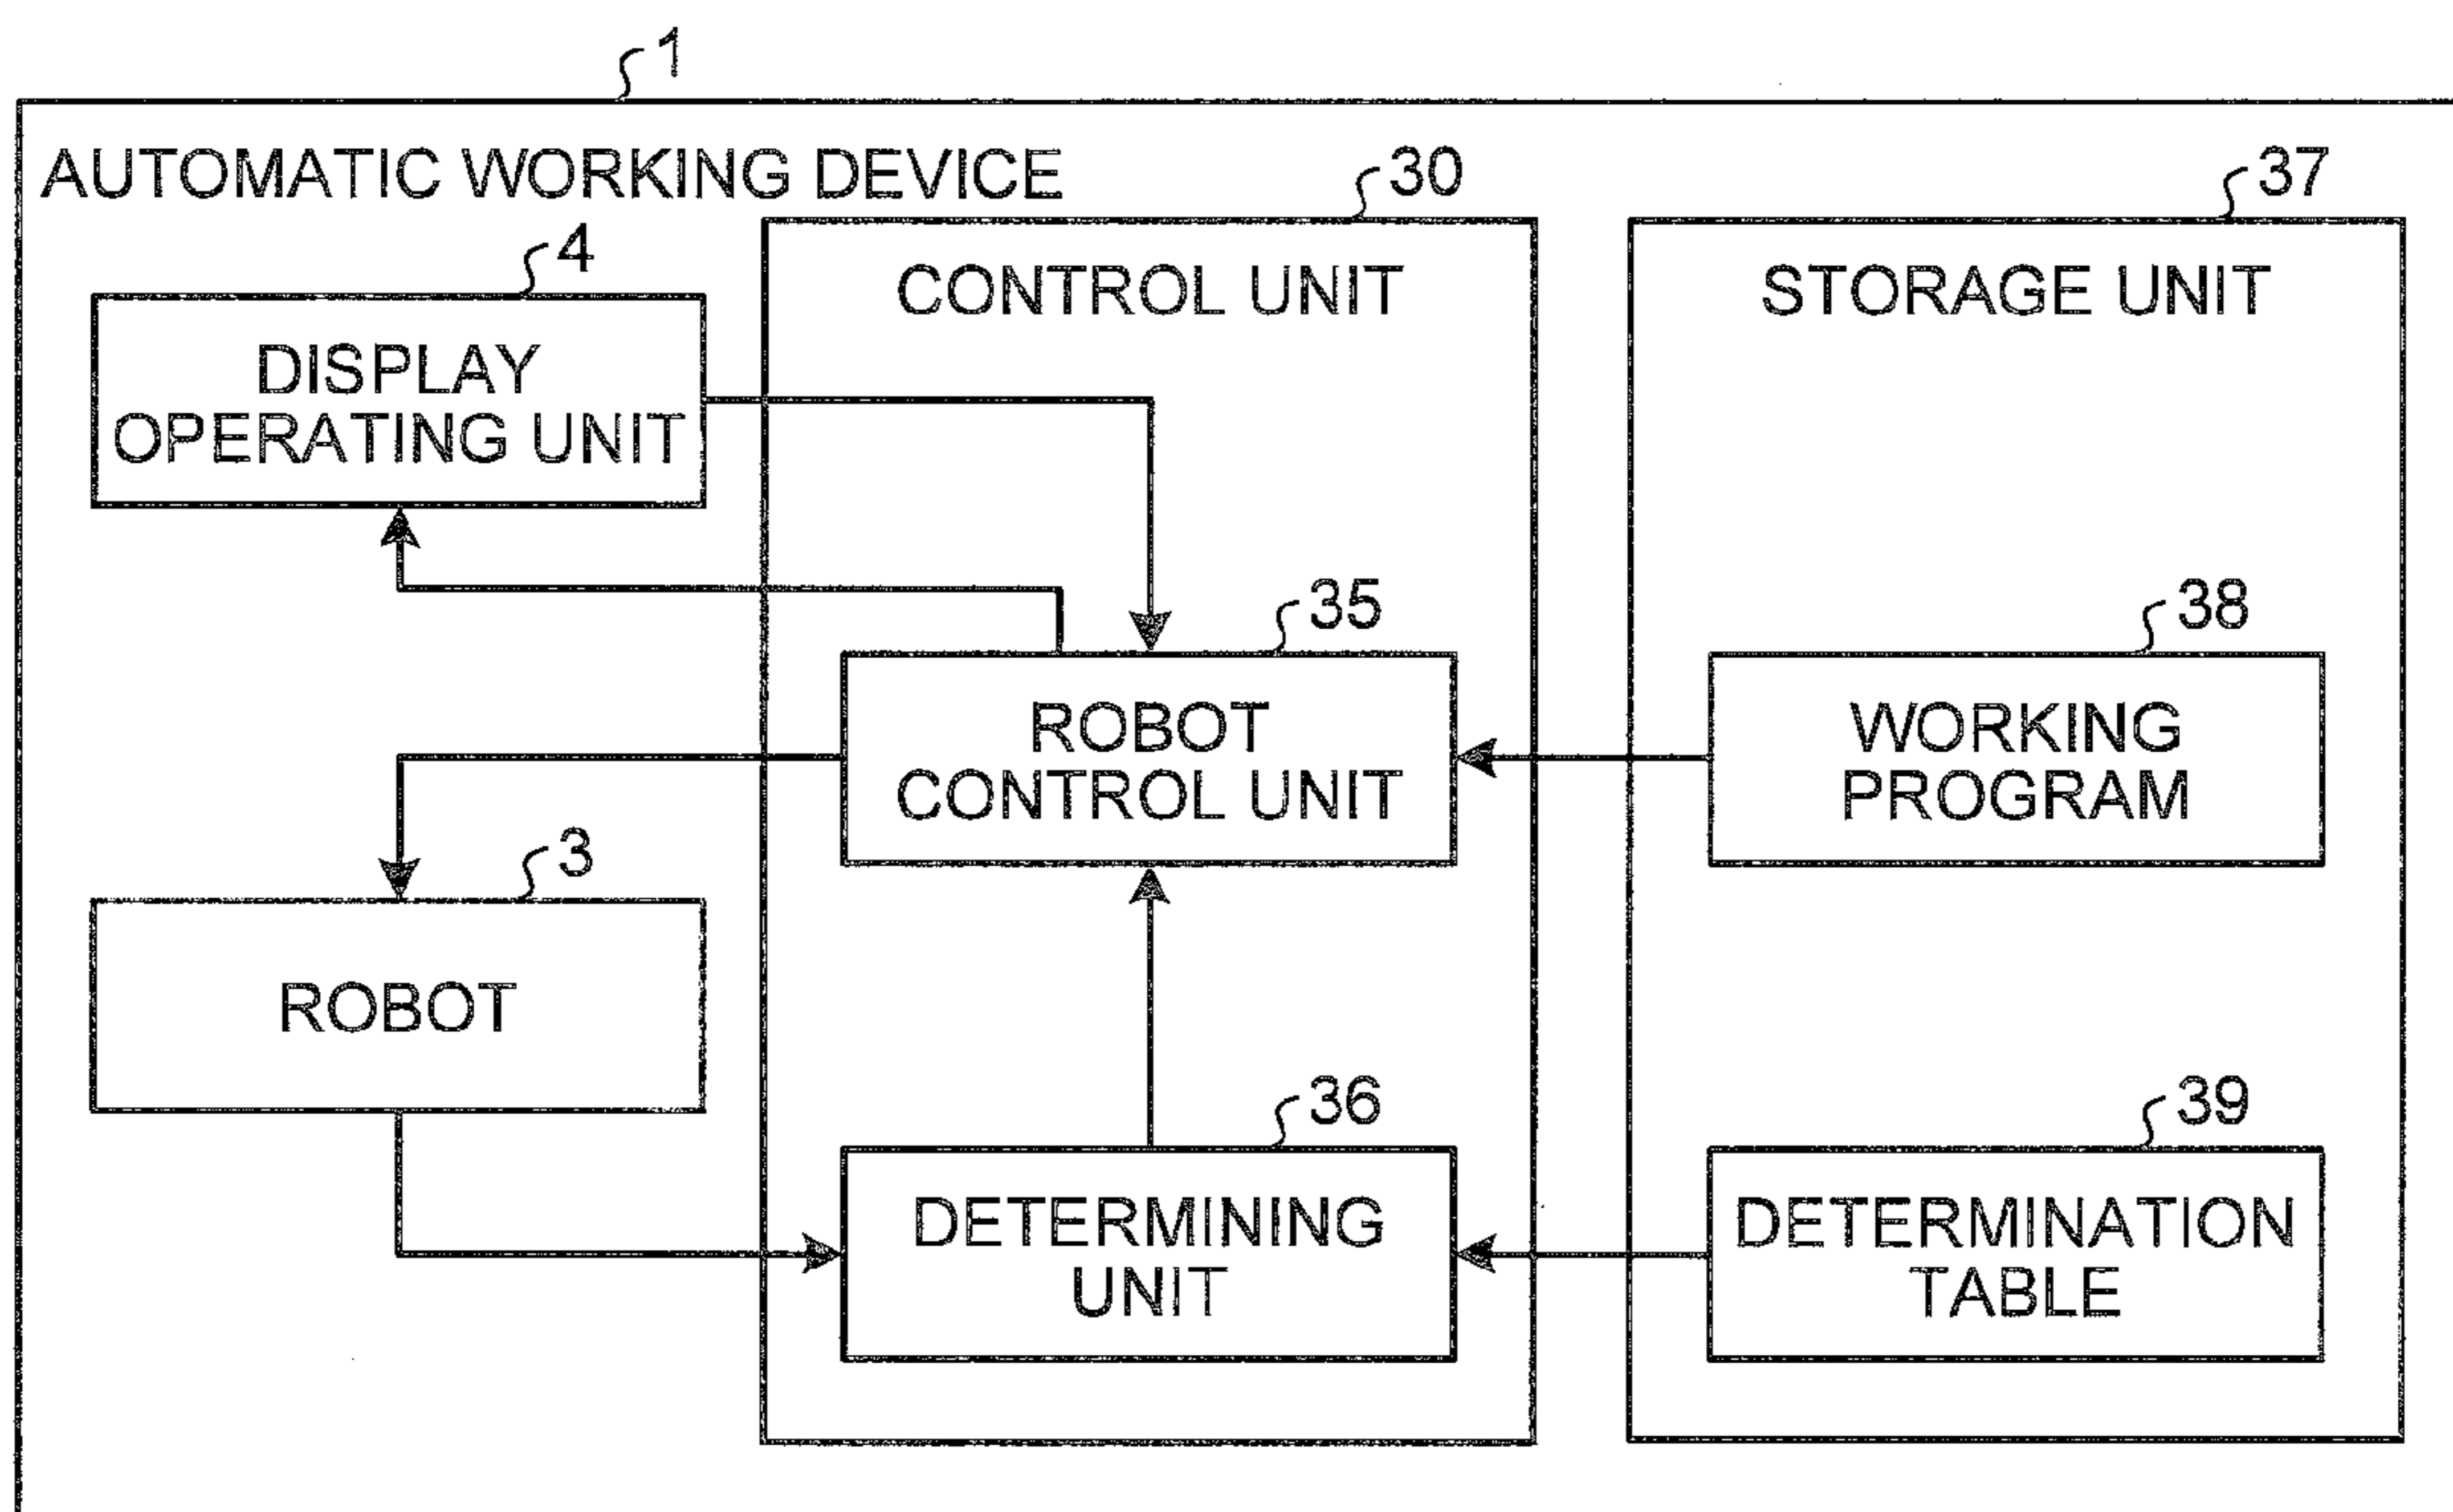 1
AUTOMATIC WORKING DEVICE
30
37
4
CONTROL UNIT
STORAGE UNIT
DISPLAY
OPERATING UNIT
35
38
ROBOT
CONTROL UNIT
WORKING
PROGRAM
3
ROBOT
36
39
DETERMINING
UNIT
DETERMINATION
TABLE